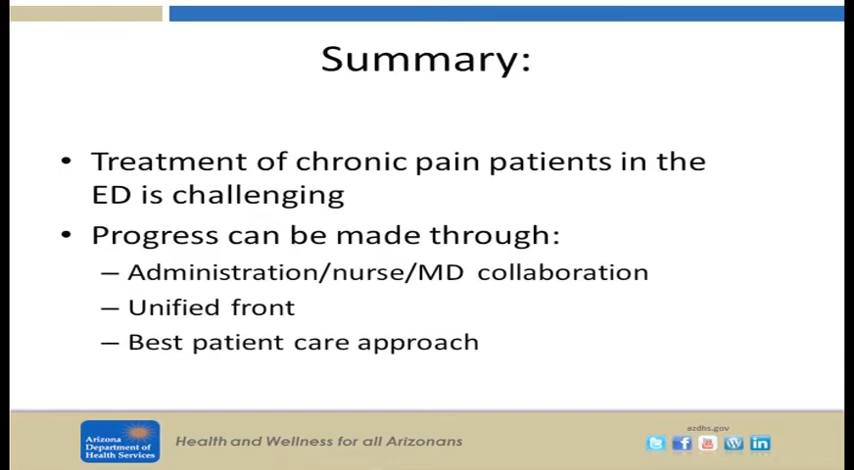 Summary:
• Treatment of chronic pain patients in the
ED is challenging
• Progress can be made through:
– Administration/nurse/MD collaboration
– Unified front
– Best patient care approach
Arizona
Department of
Health Services
Health and Wellness for all Arizonans
azdhs.gov